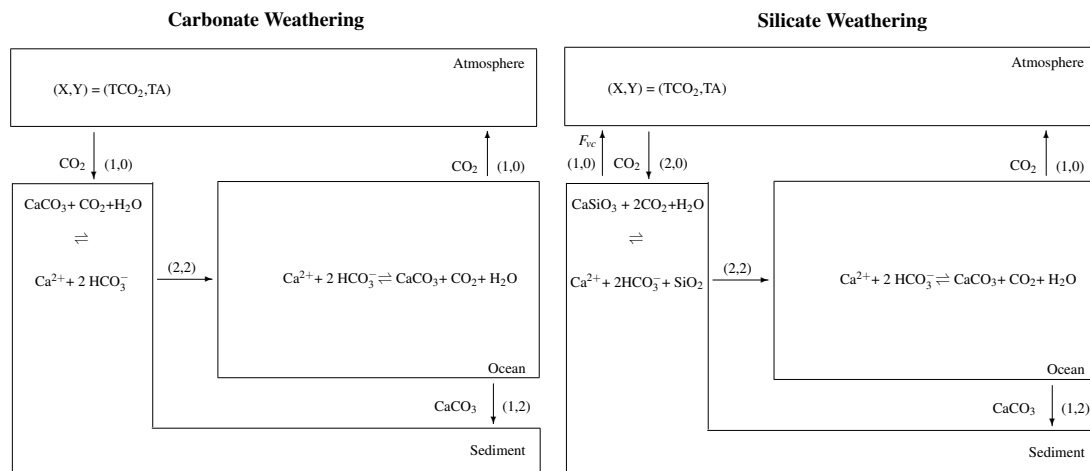 Carbonate Weathering
Atmosphere
(X,Y) = (TCO₂,TA)
CO₂ (1,0)
CO₂ (1,0)
CaCO₃+ CO₂+H₂O
⇌
Ca²⁺+ 2 HCO₃⁻
(2,2)
Ca²⁺+ 2 HCO₃⁻⇌ CaCO₃+ CO₂+ H₂O
Ocean
CaCO₃ (1,2)
Sediment
Silicate Weathering
Atmosphere
(X,Y) = (TCO₂,TA)
F_vc
(1,0) CO₂ (2,0)
CO₂ (1,0)
CaSiO₃ + 2CO₂+H₂O
⇌
Ca²⁺+ 2HCO₃⁻+ SiO₂
(2,2)
Ca²⁺+ 2 HCO₃⁻⇌ CaCO₃+ CO₂+ H₂O
Ocean
CaCO₃ (1,2)
Sediment